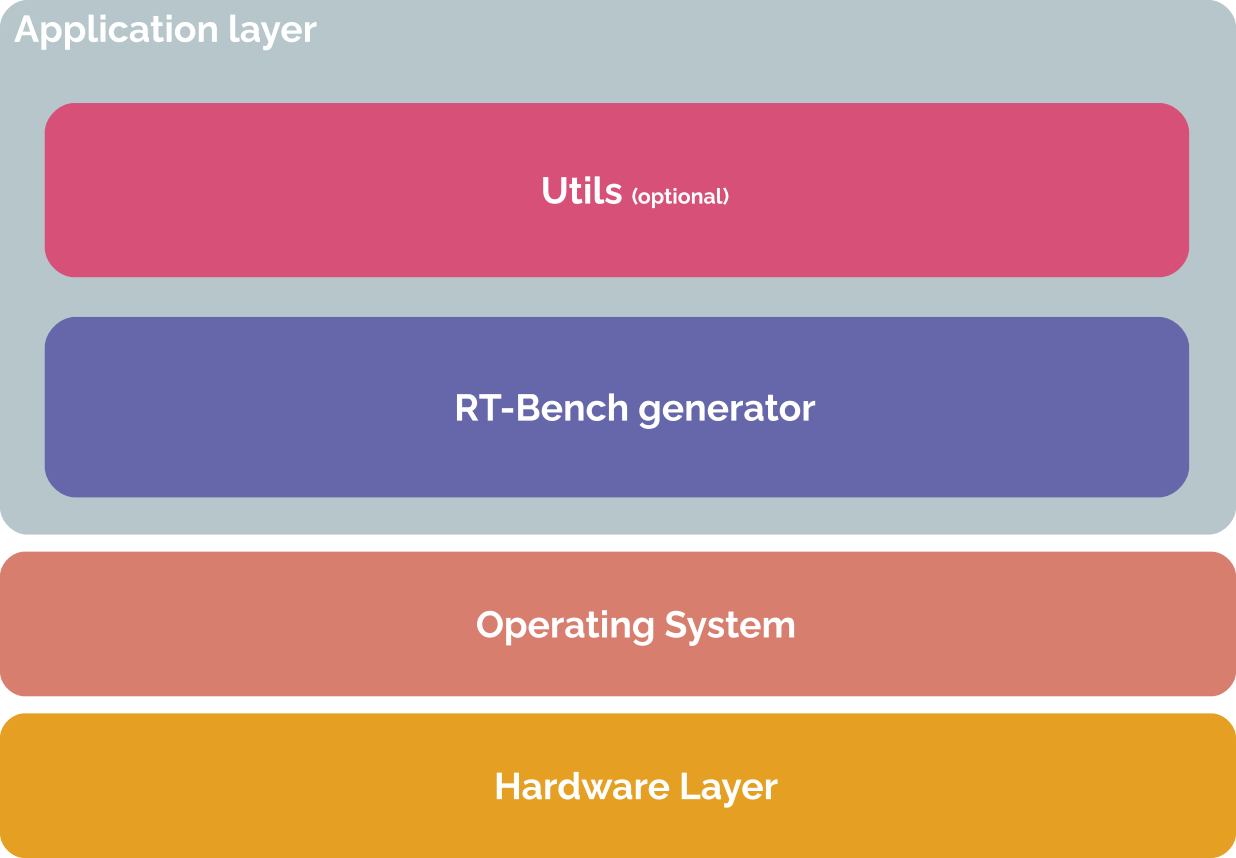 Application layer
Utils (optional)
RT-Bench generator
Operating System
Hardware Layer